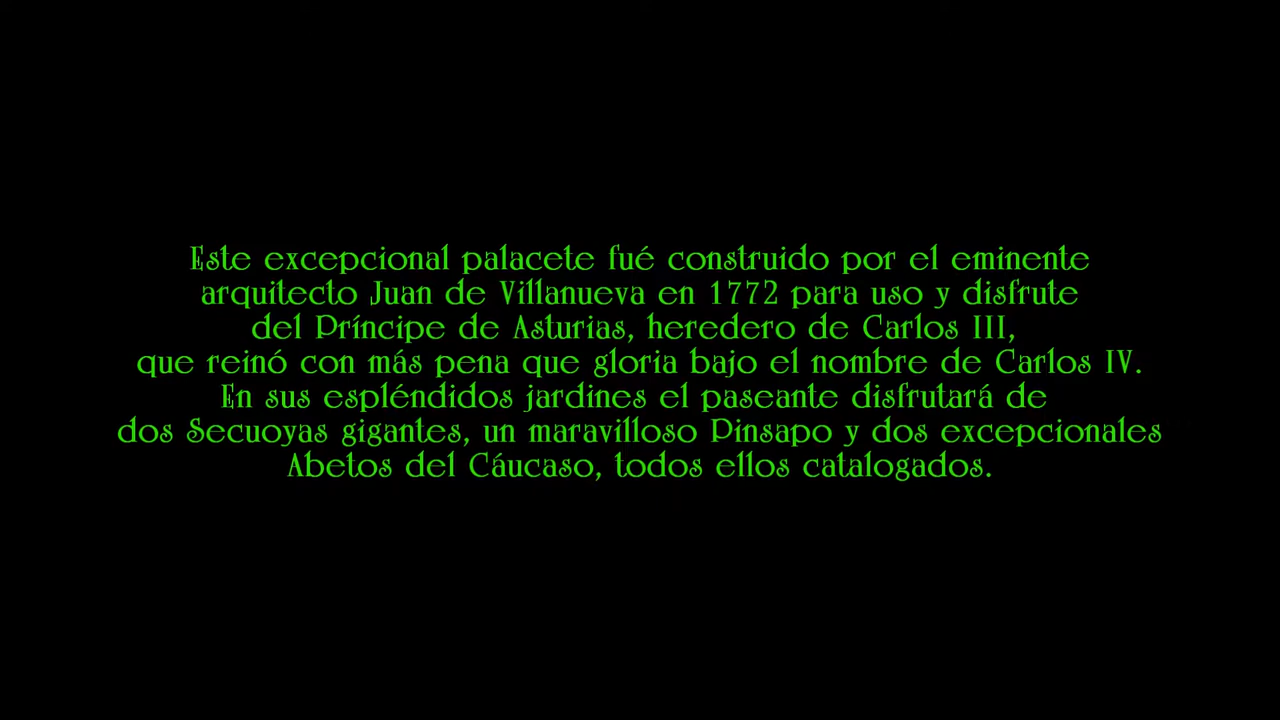 Este excepcional palacete fué construido por el eminente
arquitecto Juan de Villanueva en 1772 para uso y disfrute
del Príncipe de Asturias, heredero de Carlos III,
que reinó con más pena que gloria bajo el nombre de Carlos IV.
En sus espléndidos jardines el paseante disfrutará de
dos Secuoyas gigantes, un maravilloso Pinsapo y dos excepcionales
Abetos del Cáucaso, todos ellos catalogados.